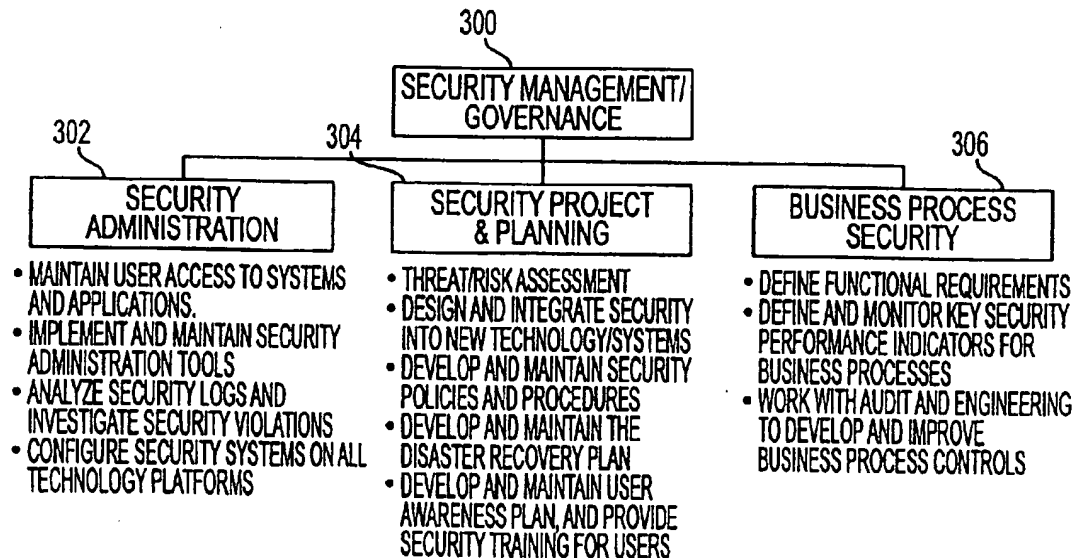 300
SECURITY MANAGEMENT/
GOVERNANCE
302
SECURITY
ADMINISTRATION
• MAINTAIN USER ACCESS TO SYSTEMS
AND APPLICATIONS.
• IMPLEMENT AND MAINTAIN SECURITY
ADMINISTRATION TOOLS
• ANALYZE SECURITY LOGS AND
INVESTIGATE SECURITY VIOLATIONS
• CONFIGURE SECURITY SYSTEMS ON ALL
TECHNOLOGY PLATFORMS
304
SECURITY PROJECT
& PLANNING
• THREAT/RISK ASSESSMENT
• DESIGN AND INTEGRATE SECURITY
INTO NEW TECHNOLOGY/SYSTEMS
• DEVELOP AND MAINTAIN SECURITY
POLICIES AND PROCEDURES
• DEVELOP AND MAINTAIN THE
DISASTER RECOVERY PLAN
• DEVELOP AND MAINTAIN USER
AWARENESS PLAN, AND PROVIDE
SECURITY TRAINING FOR USERS
306
BUSINESS PROCESS
SECURITY
• DEFINE FUNCTIONAL REQUIREMENTS
• DEFINE AND MONITOR KEY SECURITY
PERFORMANCE INDICATORS FOR
BUSINESS PROCESSES
• WORK WITH AUDIT AND ENGINEERING
TO DEVELOP AND IMPROVE
BUSINESS PROCESS CONTROLS